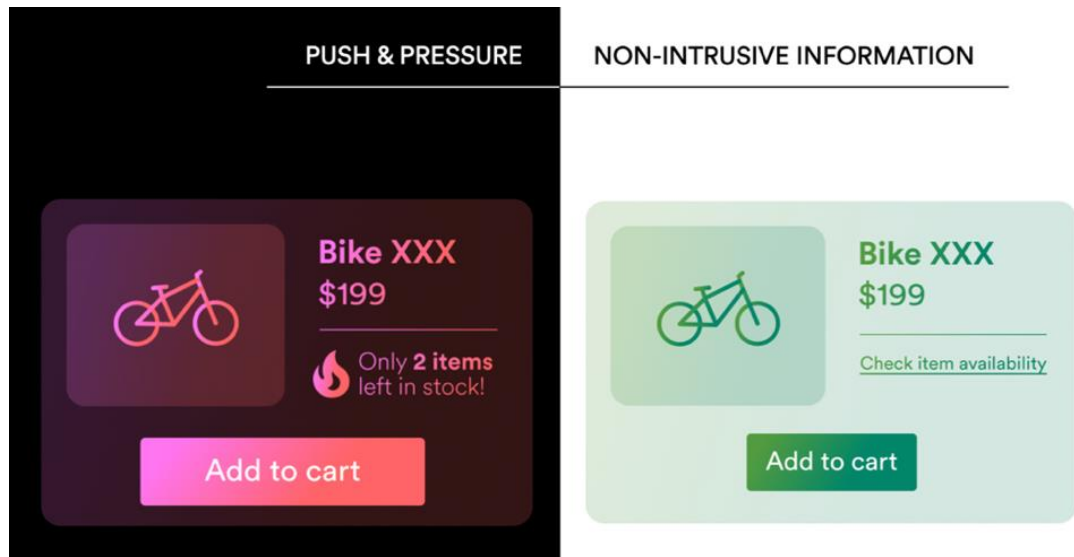 PUSH & PRESSURE
Bike XXX
$199
Only 2 items
left in stock!
Add to cart
NON-INTRUSIVE INFORMATION
Bike XXX
$199
Check item availability
Add to cart